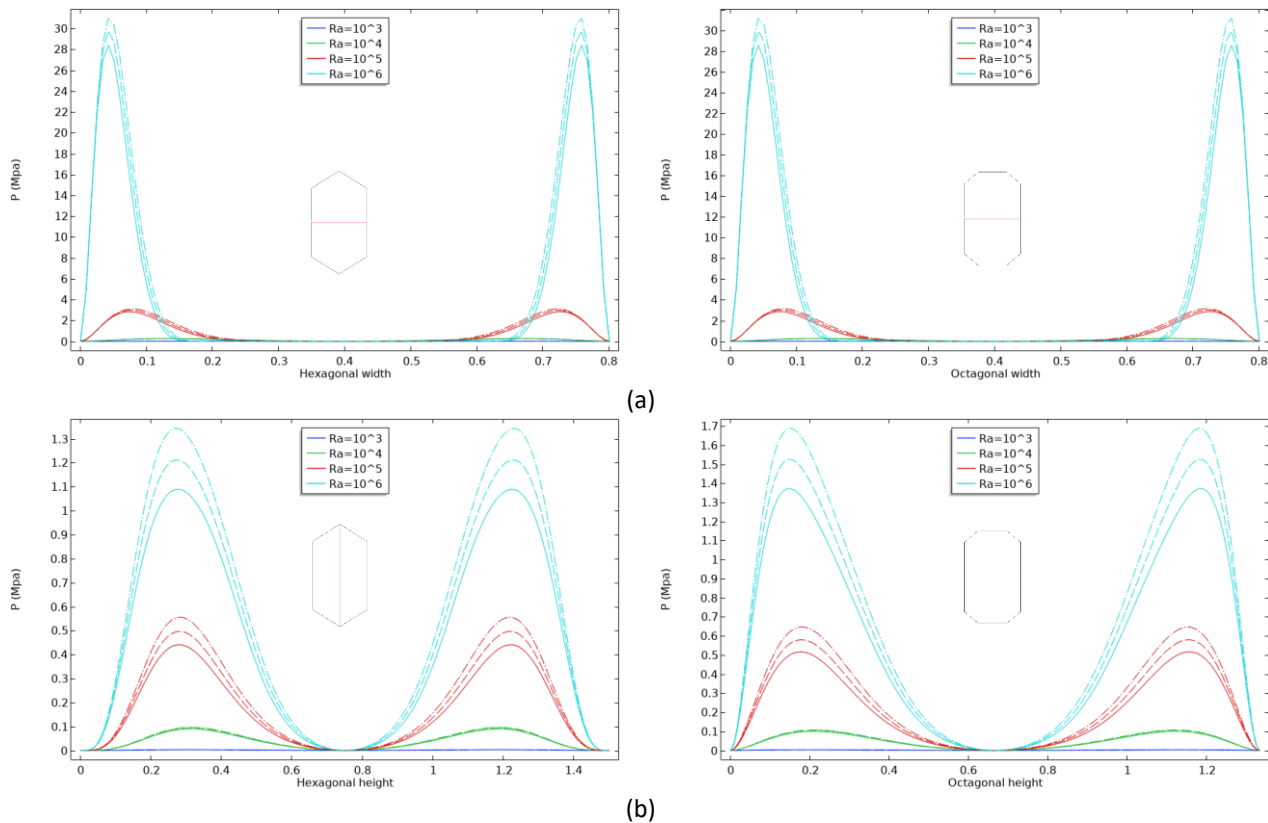 30
28
26
24
22
20
18
16
14
12
10
8
6
4
2
0
P (Mpa)
Ra=10^3
Ra=10^4
Ra=10^5
Ra=10^6
0 0.1 0.2 0.3 0.4 0.5 0.6 0.7 0.8
Hexagonal width
30
28
26
24
22
20
18
16
14
12
10
8
6
4
2
0
P (Mpa)
Ra=10^3
Ra=10^4
Ra=10^5
Ra=10^6
0 0.1 0.2 0.3 0.4 0.5 0.6 0.7 0.8
Octagonal width
(a)
1.3
1.2
1.1
1
0.9
0.8
0.7
0.6
0.5
0.4
0.3
0.2
0.1
0
P (Mpa)
Ra=10^3
Ra=10^4
Ra=10^5
Ra=10^6
0 0.2 0.4 0.6 0.8 1 1.2 1.4
Hexagonal height
1.7
1.6
1.5
1.4
1.3
1.2
1.1
1
0.9
0.8
0.7
0.6
0.5
0.4
0.3
0.2
0.1
0
P (Mpa)
Ra=10^3
Ra=10^4
Ra=10^5
Ra=10^6
0 0.2 0.4 0.6 0.8 1 1.2
Octagonal height
(b)